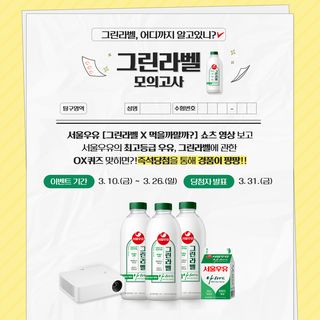 그린라벨, 어디까지 알고있니?
그린라벨
모의고사
탐구영역 성명 수험번호 -
서울우유 [그린라벨 X 먹을까말까?] 쇼츠 영상 보고
서울우유의 최고등급 우유, 그린라벨에 관한
OX퀴즈 맞히면?! 즉석당첨을 통해 경품이 팡팡!!
이벤트 기간 3. 10.(금) ~ 3. 26.(일) 당첨자 발표 3. 31.(금)
그린라벨 그린라벨 그린라벨
서울우유